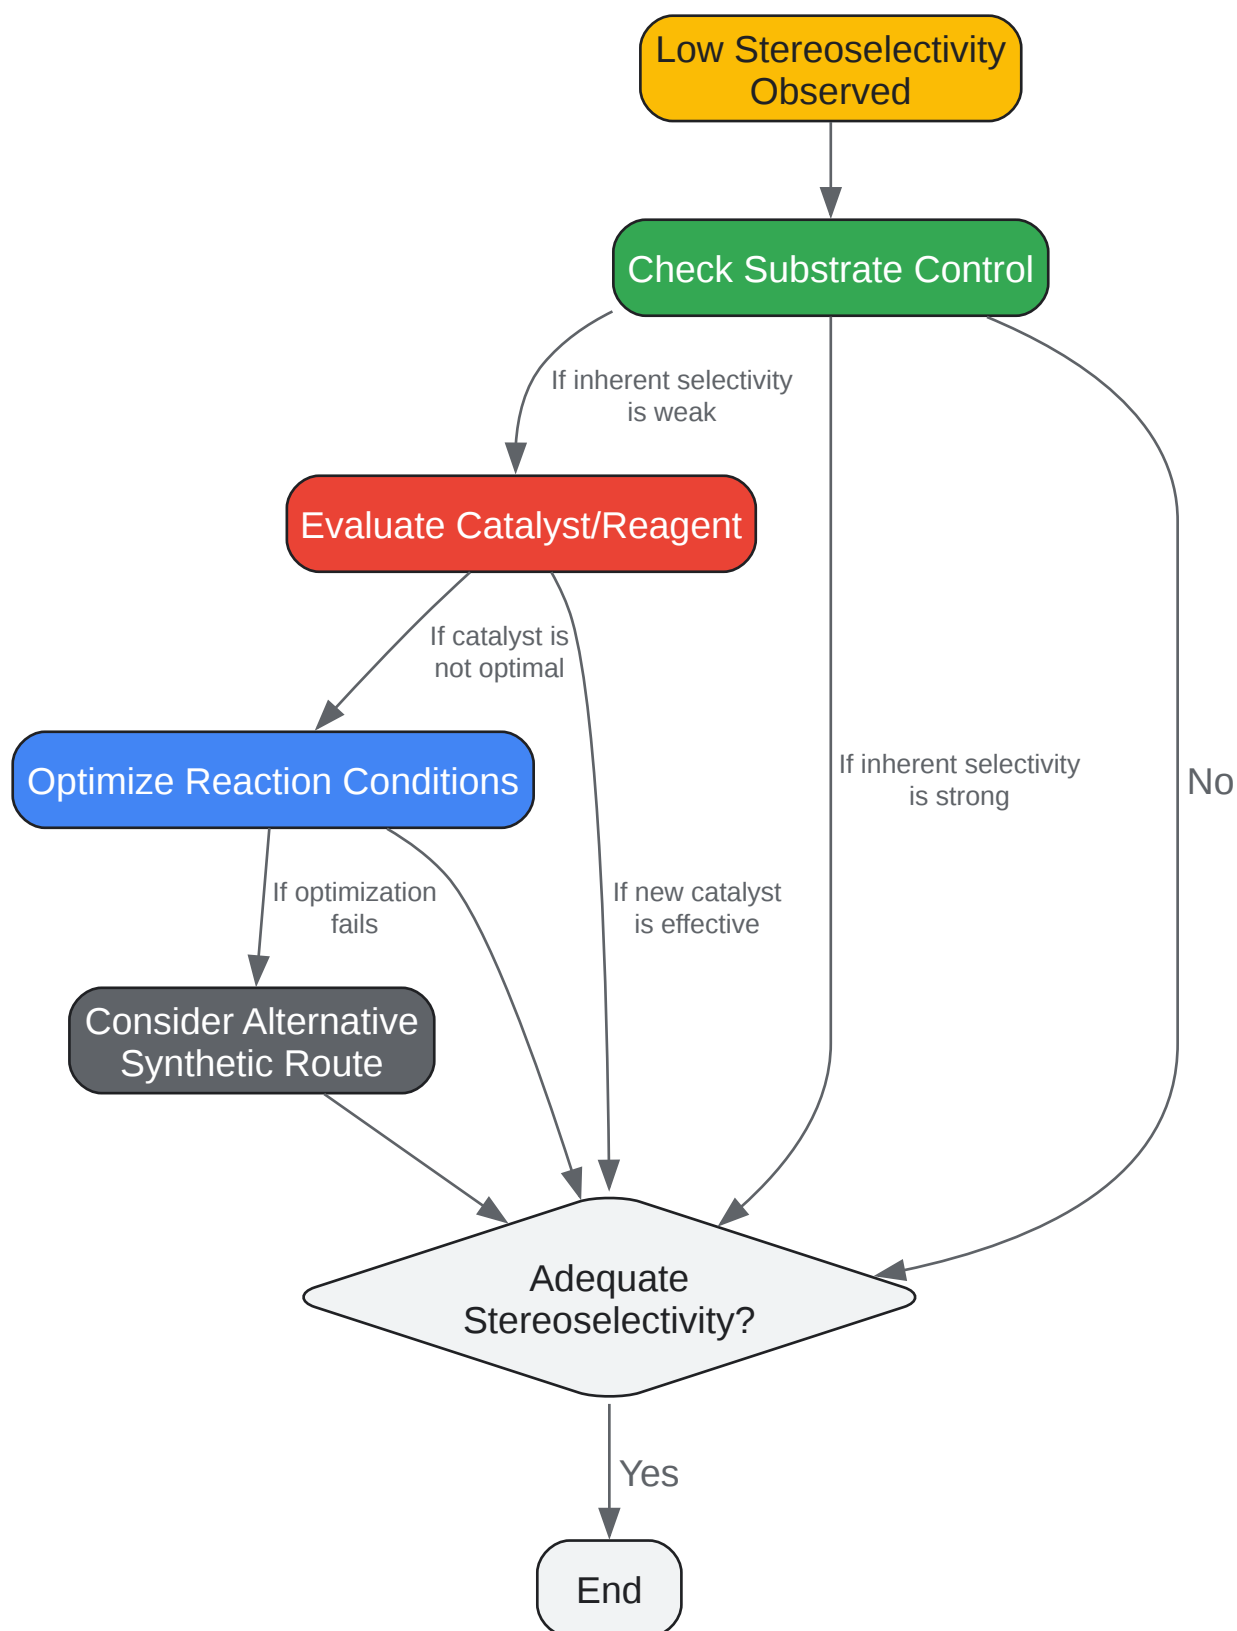 Low Stereoselectivity
Observed
Check Substrate Control
If inherent selectivity
is weak
Evaluate Catalyst/Reagent
If catalyst is
not optimal
Optimize Reaction Conditions
If inherent selectivity
is strong
No
If optimization
fails
If new catalyst
is effective
Consider Alternative
Synthetic Route
Adequate
Stereoselectivity?
Yes
End